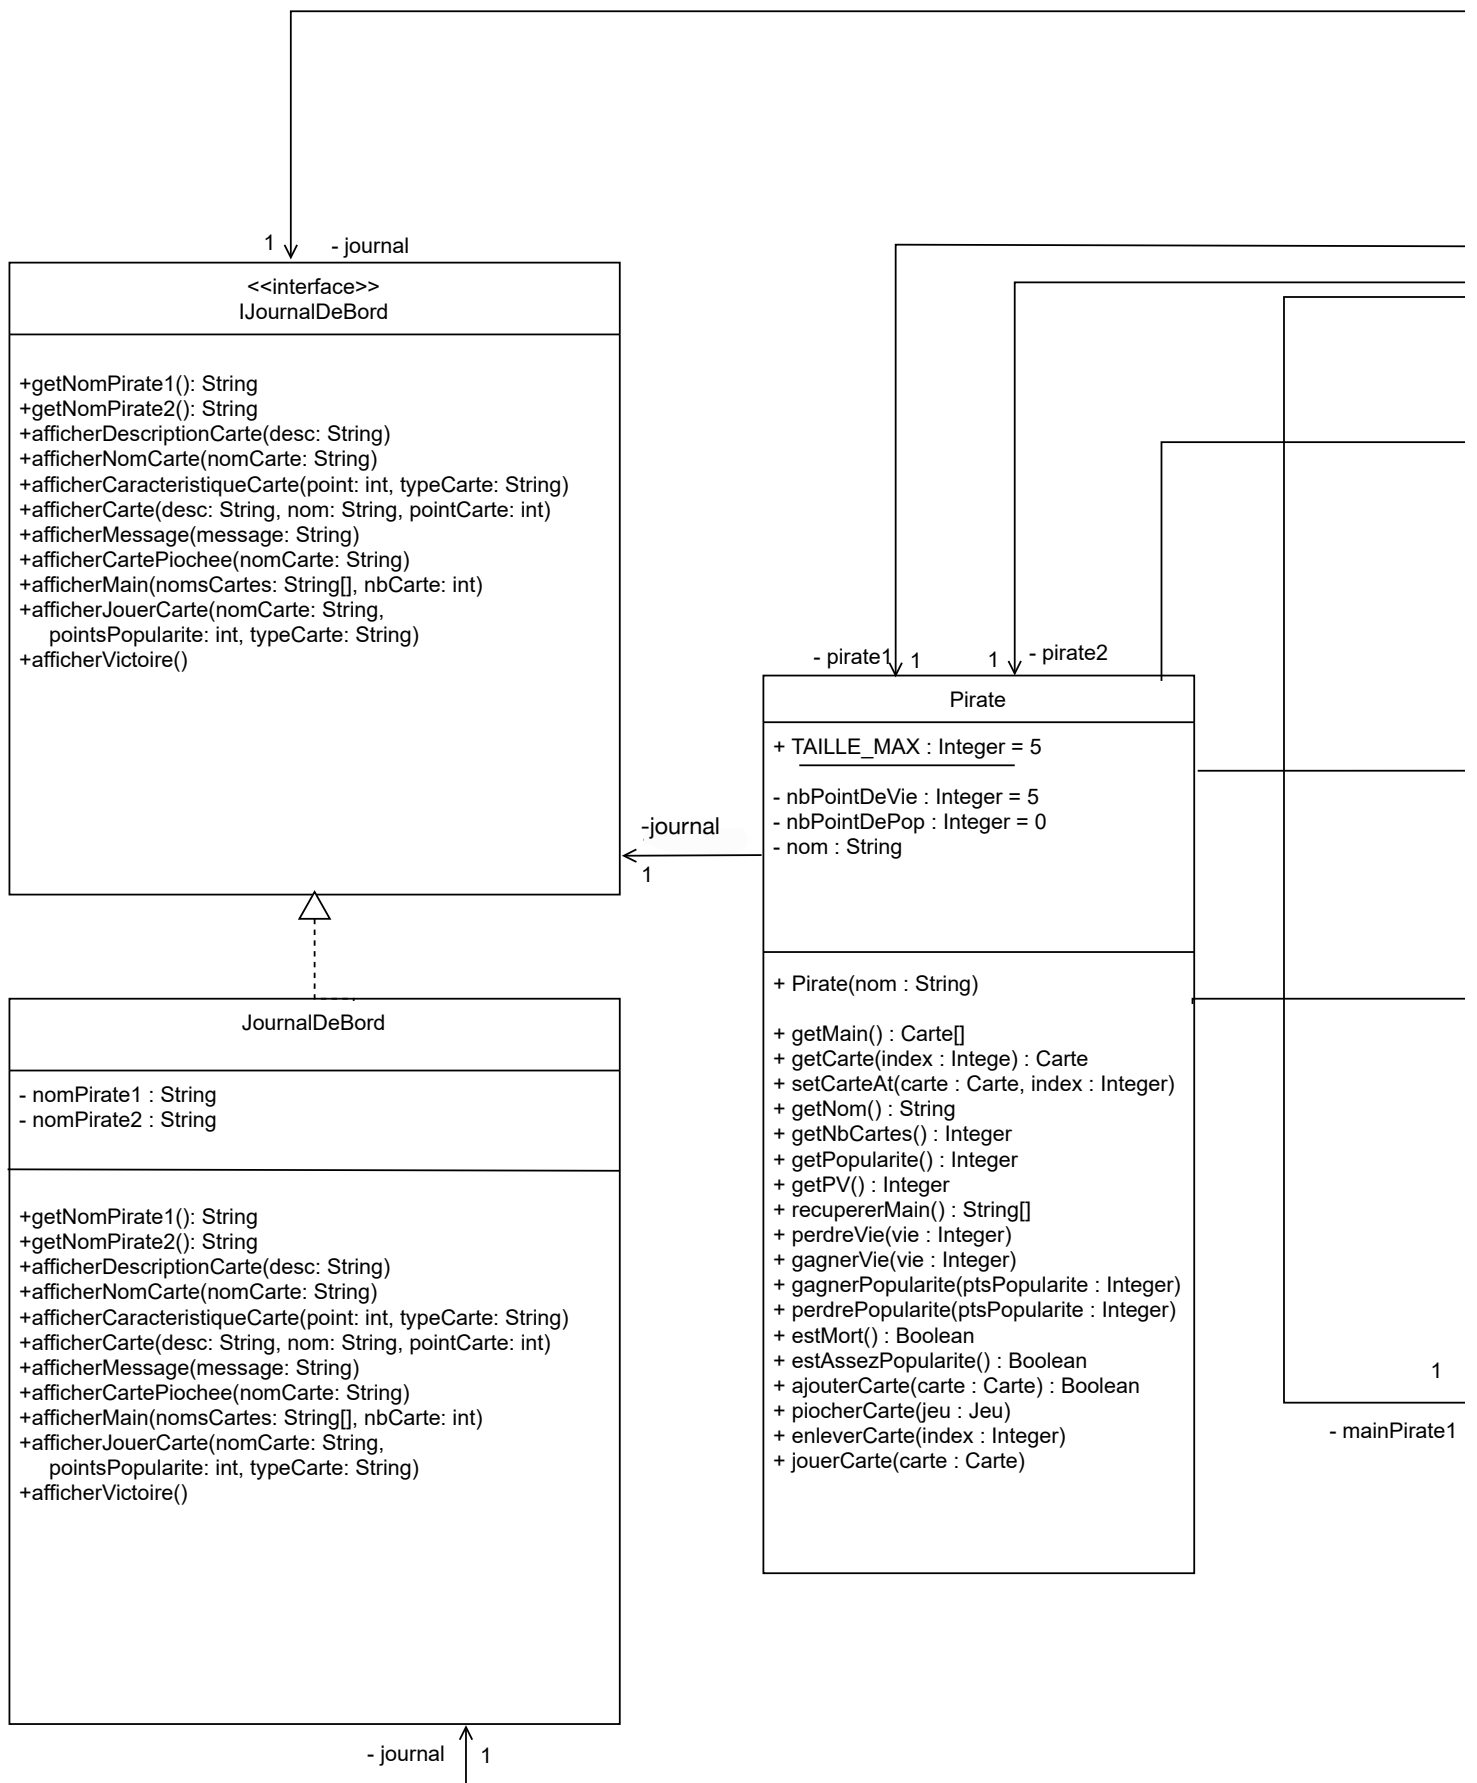 1
- journal
<<interface>>
IJournalDeBord
+getNomPirate1(): String
+getNomPirate2(): String
+afficherDescriptionCarte(desc: String)
+afficherNomCarte(nomCarte: String)
+afficherCaracteristiqueCarte(point: int, typeCarte: String)
+afficherCarte(desc: String, nom: String, pointCarte: int)
+afficherMessage(message: String)
+afficherCartePiochee(nomCarte: String)
+afficherMain(nomsCartes: String[], nbCarte: int)
+afficherJouerCarte(nomCarte: String,
pointsPopularite: int, typeCarte: String)
+afficherVictoire()
- pirate1
1
1
- pirate2
Pirate
+ TAILLE_MAX : Integer = 5
- nbPointDeVie : Integer = 5
- nbPointDePop : Integer = 0
- nom : String
-journal
1
+ Pirate(nom : String)
+ getMain() : Carte[]
+ getCarte(index : Intege) : Carte
+ setCarteAt(carte : Carte, index : Integer)
+ getNom() : String
+ getNbCartes() : Integer
+ getPopularite() : Integer
+ getPV() : Integer
+ recupererMain() : String[]
+ perdreVie(vie : Integer)
+ gagnerVie(vie : Integer)
+ gagnerPopularite(ptsPopularite : Integer)
+ perdrePopularite(ptsPopularite : Integer)
+ estMort() : Boolean
+ estAssezPopularite() : Boolean
+ ajouterCarte(carte : Carte) : Boolean
+ piocherCarte(jeu : Jeu)
+ enleverCarte(index : Integer)
+ jouerCarte(carte : Carte)
JournalDeBord
- nomPirate1 : String
- nomPirate2 : String
+getNomPirate1(): String
+getNomPirate2(): String
+afficherDescriptionCarte(desc: String)
+afficherNomCarte(nomCarte: String)
+afficherCaracteristiqueCarte(point: int, typeCarte: String)
+afficherCarte(desc: String, nom: String, pointCarte: int)
+afficherMessage(message: String)
+afficherCartePiochee(nomCarte: String)
+afficherMain(nomsCartes: String[], nbCarte: int)
+afficherJouerCarte(nomCarte: String,
pointsPopularite: int, typeCarte: String)
+afficherVictoire()
1
- mainPirate1
- journal
1